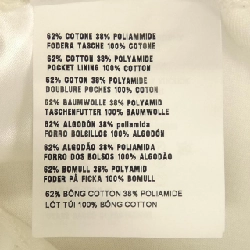 62% COTONE 38% POLIAMMIDE
FODERA TASCHE 100% COTONE
62% COTTON 38% POLYAMIDE
POCKET LINING 100% COTTON
62% COTON 38% POLYAMIDE
DOUBLURE POCHES 100% COTON
62% BAUMWOLLE 38% POLYAMID
TASCHENFUTTER 100% BAUMWOLLE
62% ALGODÓN 38% poliamida
FORRO BOLSILLOS 100% ALGODÓN
62% ALGODÃO 38% POLIAMIDA
FORRO DOS BOLSOS 100% ALGODÃO
62% BOMULL 38% POLYAMID
FODER PÅ FICKA 100% BOMULL
62% BÔNG COTTON 38% POLIAMIDE
LÓT TÚI 100% BÔNG COTTON